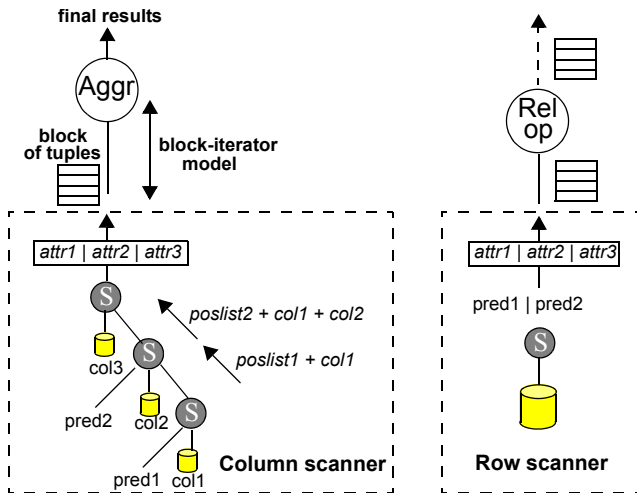 final results
Aggr
block
of tuples
block-iterator
model
attr1 | attr2 | attr3
S
poslist2 + col1 + col2
col3
S
poslist1 + col1
pred2
col2
S
pred1
col1
Column scanner
Rel
op
attr1 | attr2 | attr3
pred1 | pred2
S
Row scanner